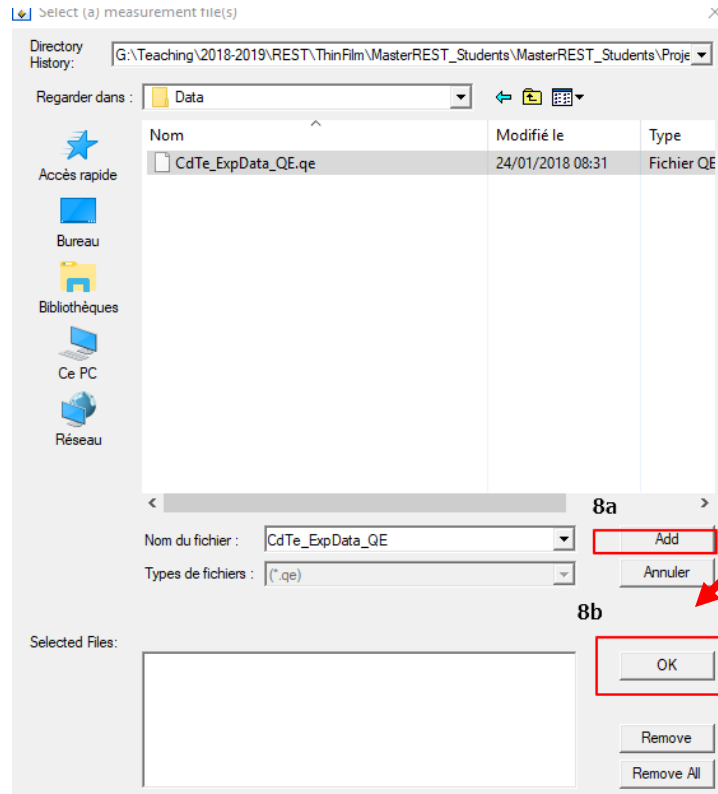 Select (a) measurement file(s)
Directory History: G:\Teaching\2018-2019\REST\ThinFilm\MasterREST_Students\MasterREST_Students\Proje
Regarder dans : Data
Nom Modifié le Type
CdTe_ExpData_QE.qe 24/01/2018 08:31 Fichier QE
Accès rapide
Bureau
Bibliothèques
Ce PC
Réseau
8a
Nom du fichier : CdTe_ExpData_QE Add
Types de fichiers : (*.qe) Annuler
8b
Selected Files:
OK
Remove
Remove All